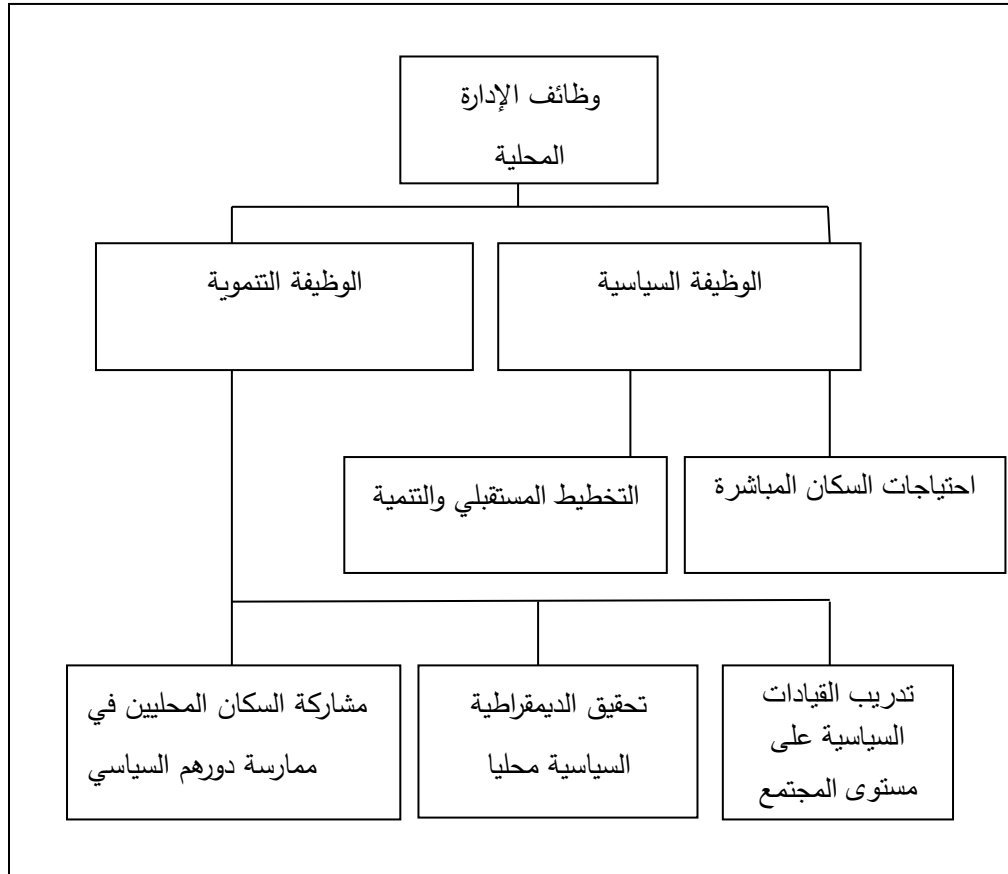 وظائف الإدارة
المحلية
الوظيفة السياسية
الوظيفة التنموية
احتياجات السكان المباشرة
التخطيط المستقبلي والتنمية
تدريب القيادات
السياسية على
مستوى المجتمع
تحقيق الديمقراطية
السياسية محليا
مشاركة السكان المحليين في
ممارسة دورهم السياسي